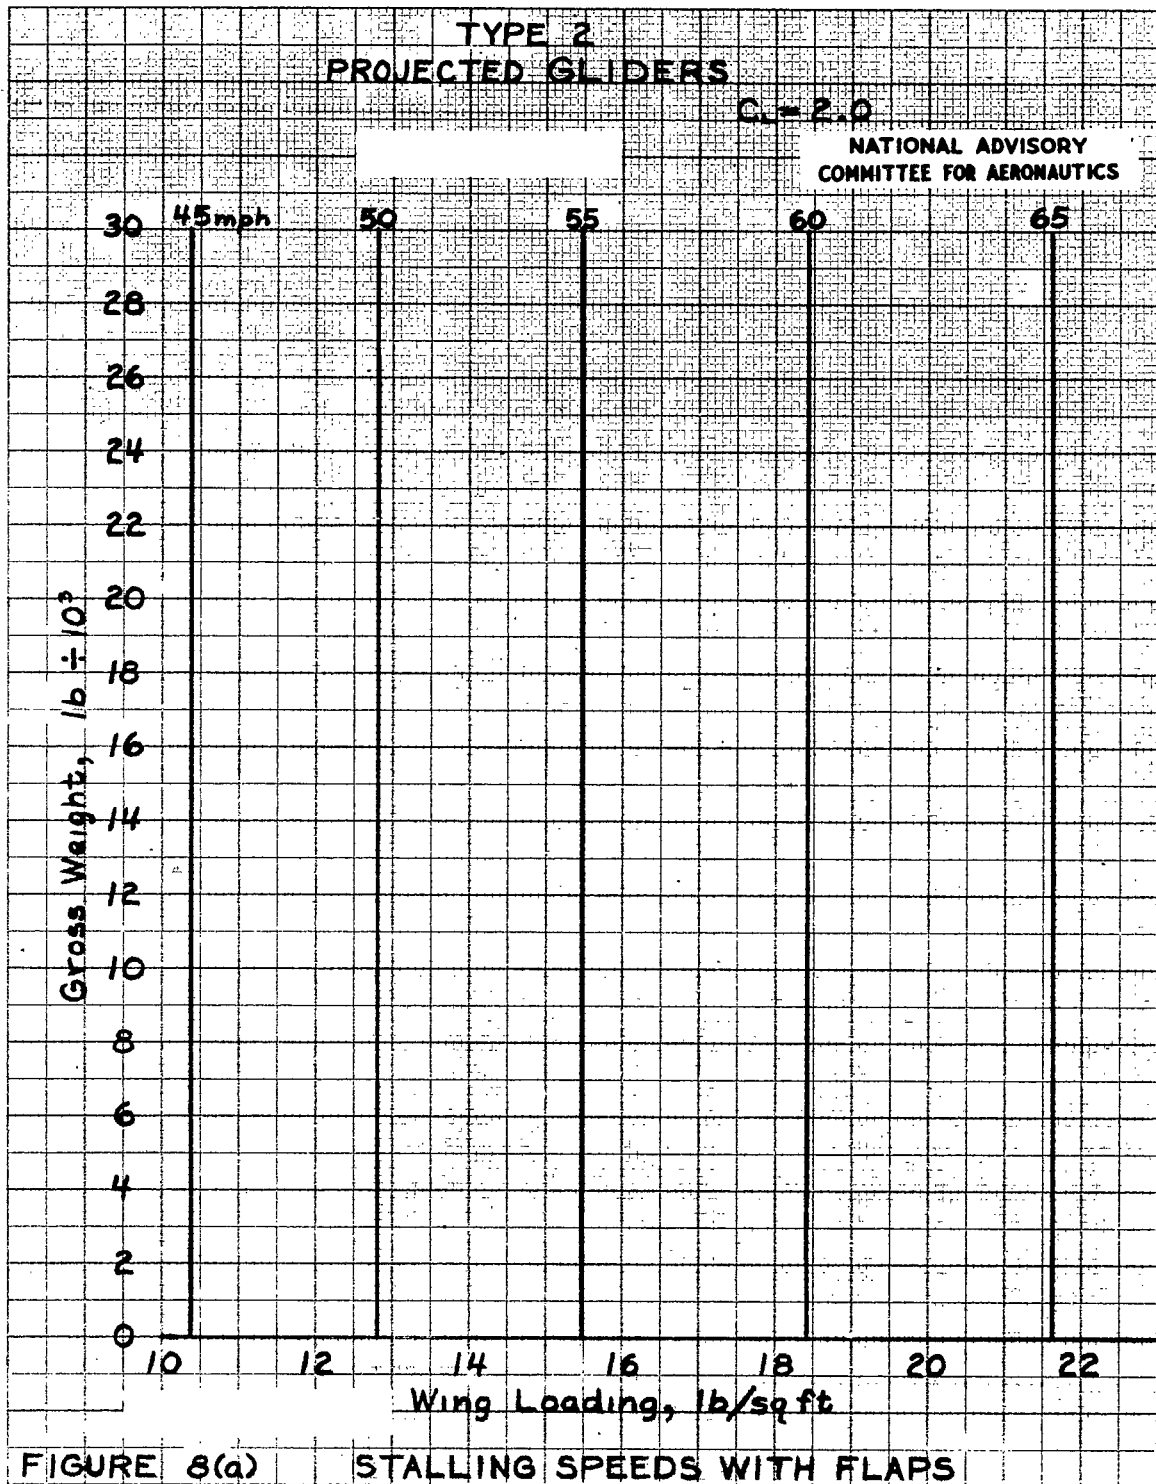 TYPE 2
PROJECTED GLIDERS
C_L = 2.0
NATIONAL ADVISORY
COMMITTEE FOR AERONAUTICS
45mph 50 55 60 65
30
28
26
24
22
20
18
16
14
12
10
8
6
4
2
0
Gross Weight, lb ÷ 10³
10 12 14 16 18 20 22
Wing Loading, lb/sq ft
FIGURE 8(a) STALLING SPEEDS WITH FLAPS